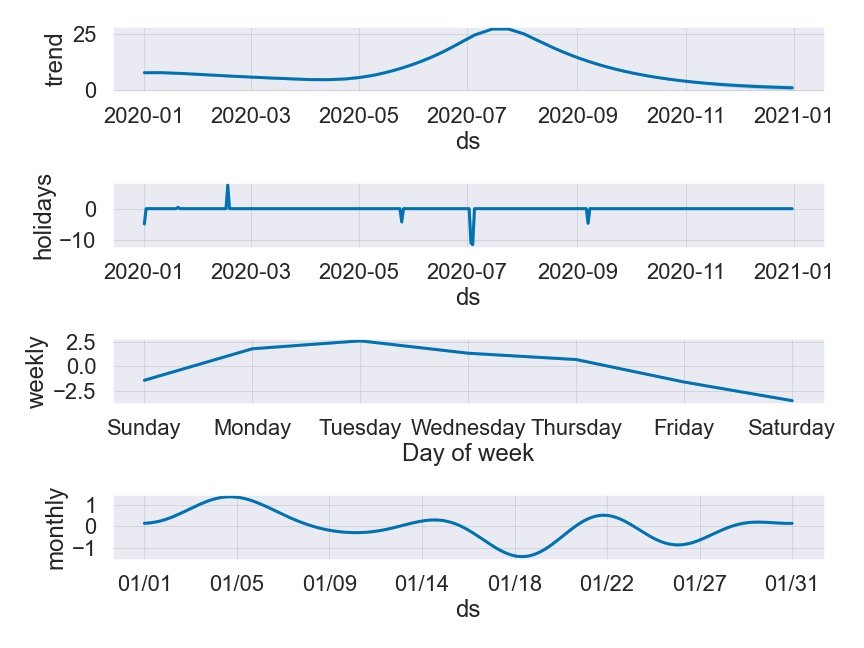 trend
25
0
2020-01 2020-03 2020-05 2020-07 2020-09 2020-11 2021-01
ds
holidays
0
−10
2020-01 2020-03 2020-05 2020-07 2020-09 2020-11 2021-01
ds
weekly
2.5
0.0
−2.5
Sunday Monday Tuesday Wednesday Thursday Friday Saturday
Day of week
monthly
1
0
−1
01/01 01/05 01/09 01/14 01/18 01/22 01/27 01/31
ds